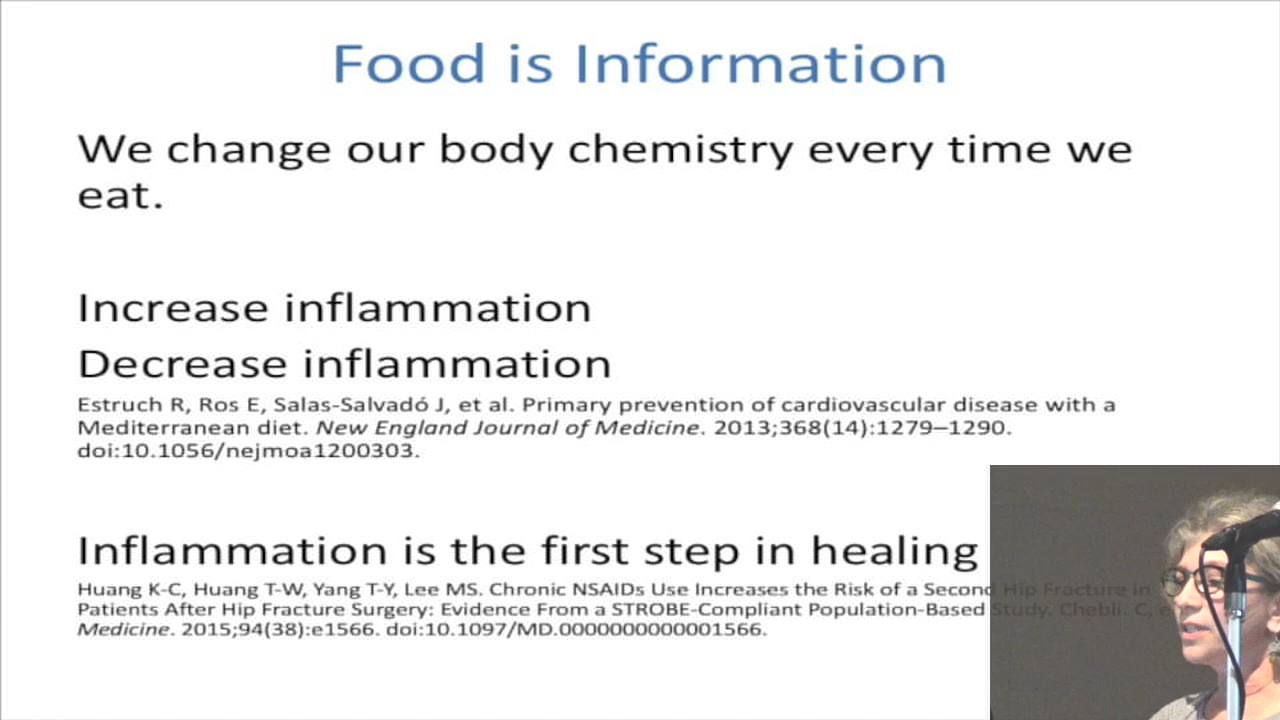 Food is Information
We change our body chemistry every time we
eat.
Increase inflammation
Decrease inflammation
Estruch R, Ros E, Salas-Salvadó J, et al. Primary prevention of cardiovascular disease with a
Mediterranean diet. New England Journal of Medicine. 2013;368(14):1279–1290.
doi:10.1056/nejmoa1200303.
Inflammation is the first step in healing
Huang K-C, Huang T-W, Yang T-Y, Lee MS. Chronic NSAIDs Use Increases the Risk of a Second Hip Fracture in
Patients After Hip Fracture Surgery: Evidence From a STROBE-Compliant Population-Based Study. Chebli. C, e
Medicine. 2015;94(38):e1566. doi:10.1097/MD.0000000000001566.